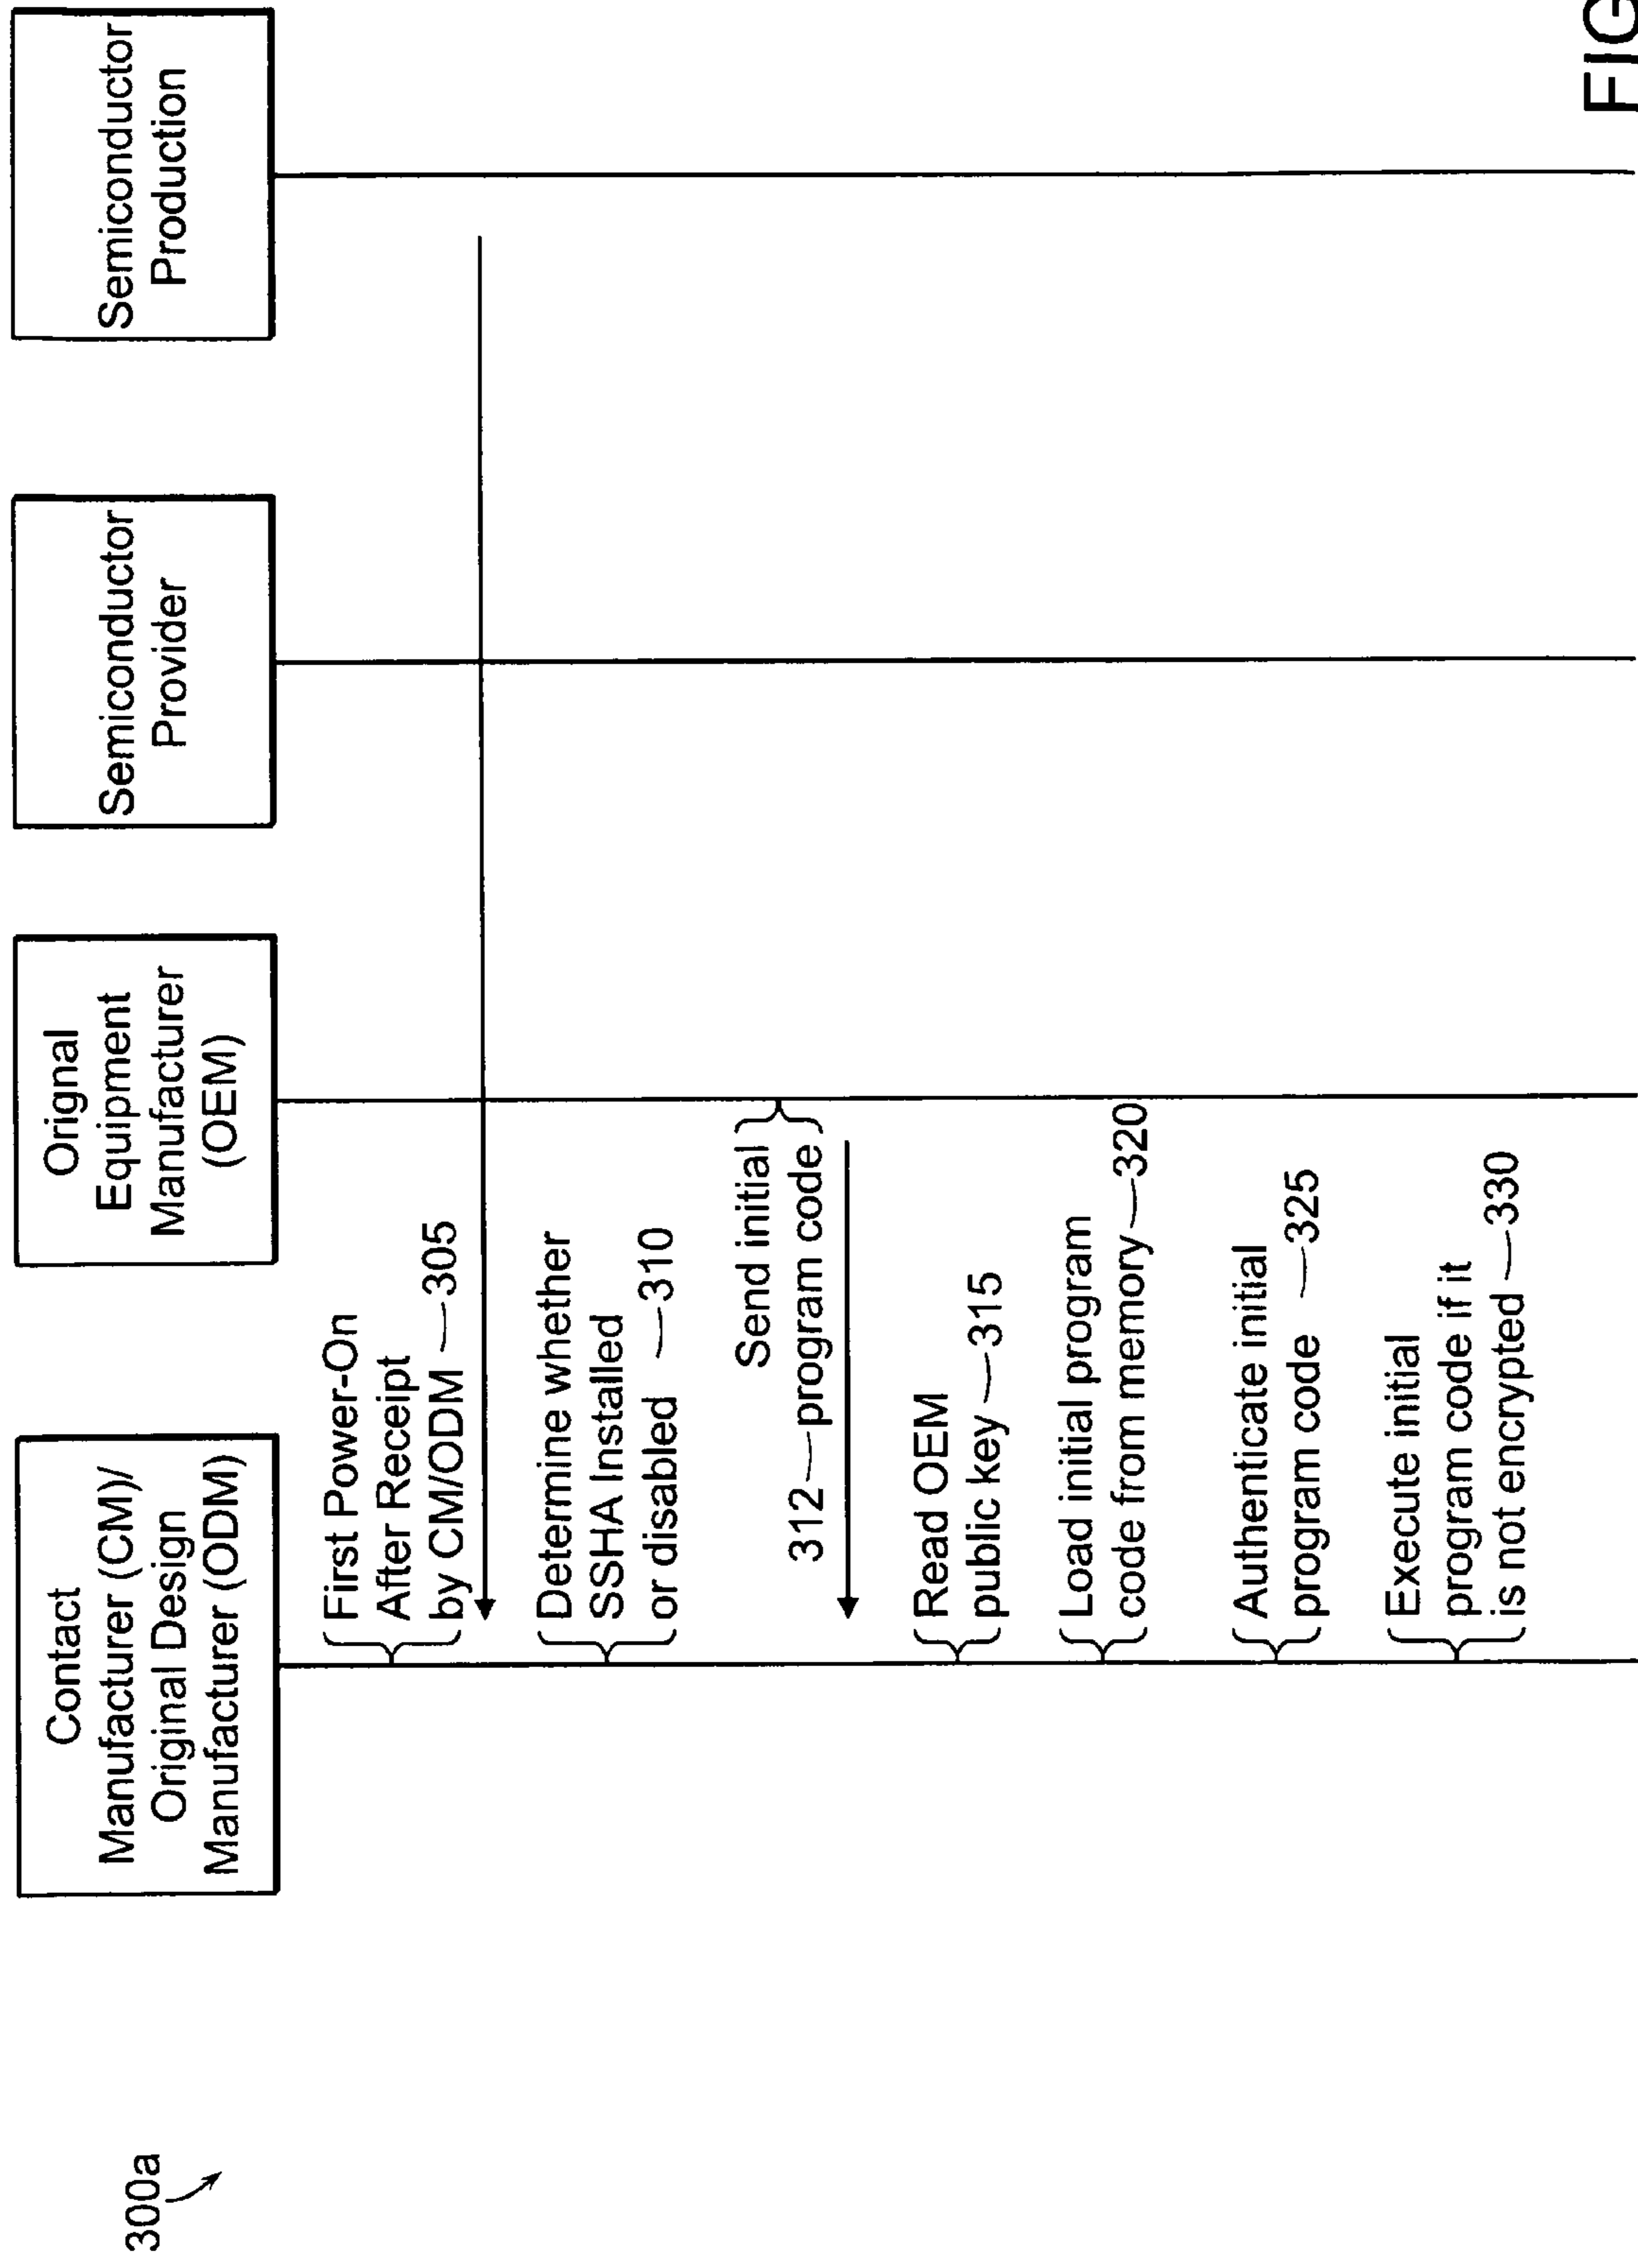 300a
Contact
Manufacturer (CM)/
Original Design
Manufacturer (ODM)
Orignal
Equipment
Manufacturer
(OEM)
Semiconductor
Provider
Semiconductor
Production
First Power-On
After Receipt
by CM/ODM 305
Determine whether
SSHA Installed
or disabled 310
Send initial
312 program code
Read OEM
public key 315
Load initial program
code from memory 320
Authenticate initial
program code 325
Execute initial
program code if it
is not encrypted 330
FIG